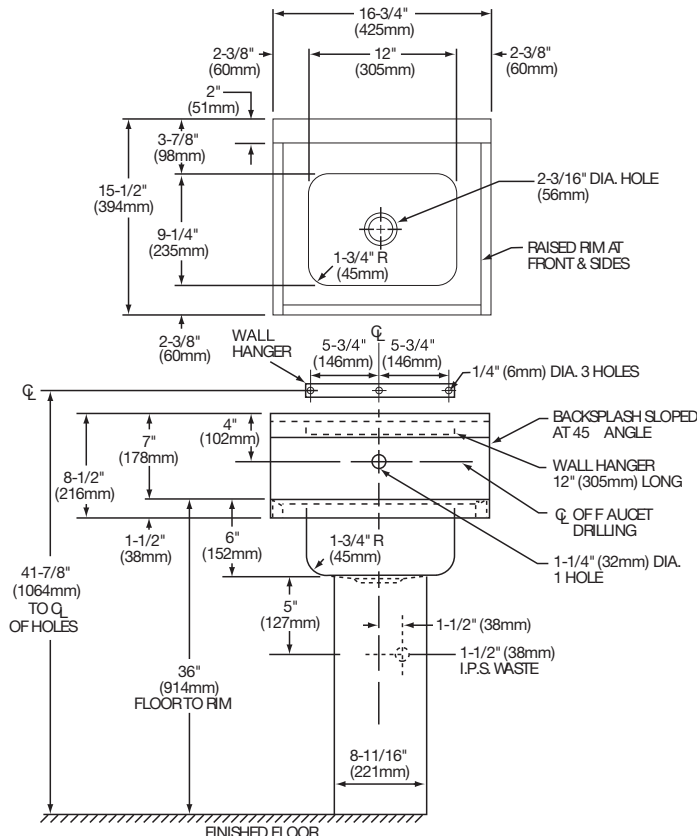 16-3/4"
(425mm)
2-3/8"
(60mm)
12"
(305mm)
2-3/8"
(60mm)
2"
(51mm)
3-7/8"
(98mm)
15-1/2"
(394mm)
9-1/4"
(235mm)
2-3/16" DIA. HOLE
(56mm)
1-3/4" R
(45mm)
RAISED RIM AT
FRONT & SIDES
2-3/8"
(60mm)
WALL
HANGER
CL
5-3/4"
(146mm)
5-3/4"
(146mm)
1/4" (6mm) DIA. 3 HOLES
CL
BACKSPLASH SLOPED
AT 45 ANGLE
4"
(102mm)
7"
(178mm)
8-1/2"
(216mm)
WALL HANGER
12" (305mm) LONG
CL OF F AUCET
DRILLING
1-1/2"
(38mm)
6"
(152mm)
1-3/4" R
(45mm)
1-1/4" (32mm) DIA.
1 HOLE
41-7/8"
(1064mm)
TO CL
OF HOLES
5"
(127mm)
1-1/2" (38mm)
1-1/2" (38mm)
I.P.S. WASTE
36"
(914mm)
FLOOR TO RIM
8-11/16"
(221mm)
FINISHED FLOOR